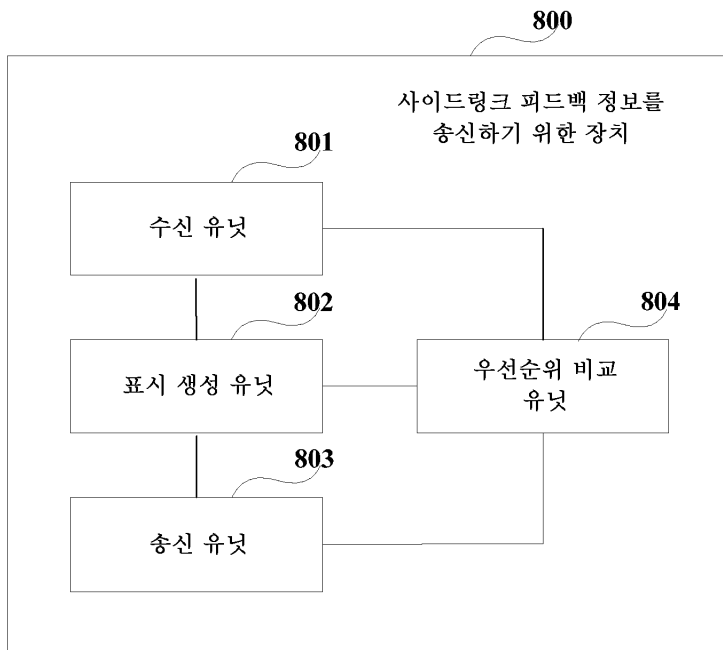 800
사이드링크 피드백 정보를
송신하기 위한 장치
801
수신 유닛
802
표시 생성 유닛
804
우선순위 비교
유닛
803
송신 유닛